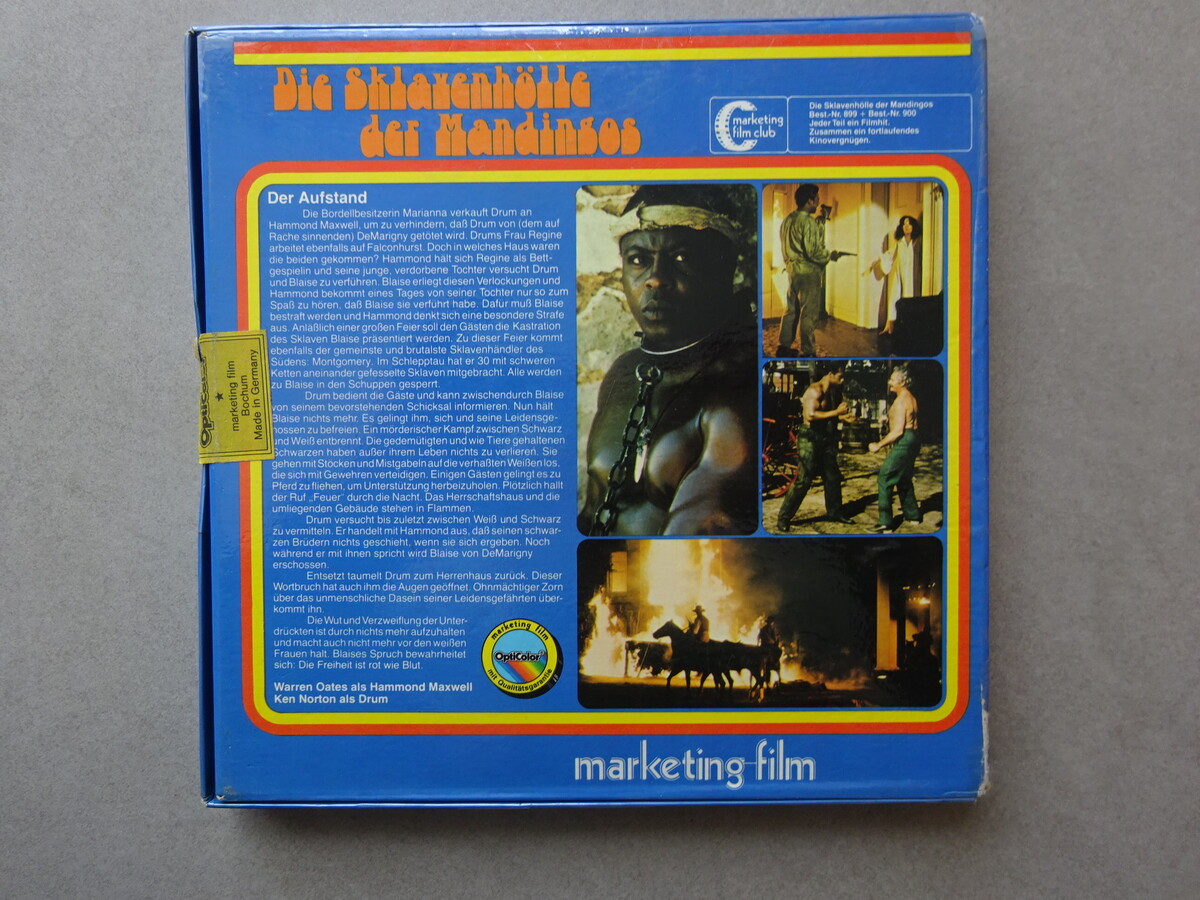 Die Sklavenhölle
der Mandingos
marketing
film club
Die Sklavenhölle der Mandingos
Best.-Nr. 899 + Best.-Nr. 900
Jeder Teil ein Filmhit.
Zusammen ein fortlaufendes
Kinovergnügen.
Der Aufstand
Die Bordellbesitzerin Marianna verkauft Drum an
Hammond Maxwell, um zu verhindern, daß Drum von (dem auf
Rache sinnenden) DeMarigny getötet wird. Drums Frau Regine
arbeitet ebenfalls auf Falconhurst. Doch in welches Haus waren
die beiden gekommen? Hammond hält sich Regine als Bett-
gespielin und seine junge, verdorbene Tochter versucht Drum
und Blaise zu verführen. Blaise erliegt diesen Verlockungen und
Hammond bekommt eines Tages von seiner Tochter nur so zum
Spaß zu hören, daß Blaise sie verführt habe. Dafür muß Blaise
bestraft werden und Hammond denkt sich eine besondere Strafe
aus. Anläßlich einer großen Feier soll den Gästen die Kastration
des Sklaven Blaise präsentiert werden. Zu dieser Feier kommt
ebenfalls der gemeinste und brutalste Sklavenhändler des
Südens: Montgomery. Im Schlepptau hat er 30 mit schweren
Ketten aneinander gefesselte Sklaven mitgebracht. Alle werden
zu Blaise in den Schuppen gesperrt.
Drum bedient die Gäste und kann zwischendurch Blaise
von seinem bevorstehenden Schicksal informieren. Nun hält
Blaise nichts mehr. Es gelingt ihm, sich und seine Leidensge-
nossen zu befreien. Ein mörderischer Kampf zwischen Schwarz
und Weiß entbrennt. Die gedemütigten und wie Tiere gehaltenen
Schwarzen haben außer ihrem Leben nichts zu verlieren. Sie
gehen mit Stöcken und Mistgabeln auf die verhaßten Weißen los,
die sich mit Gewehren verteidigen. Einigen Gästen gelingt es zu
Pferd zu fliehen, um Unterstützung herbeizuholen. Plötzlich hallt
der Ruf „Feuer" durch die Nacht. Das Herrschaftshaus und die
umliegenden Gebäude stehen in Flammen.
Drum versucht bis zuletzt zwischen Weiß und Schwarz
zu vermitteln. Er handelt mit Hammond aus, daß seinen schwar-
zen Brüdern nichts geschieht, wenn sie sich ergeben. Noch
während er mit ihnen spricht wird Blaise von DeMarigny
erschossen.
Entsetzt taumelt Drum zum Herrenhaus zurück. Dieser
Wortbruch hat auch ihm die Augen geöffnet. Ohnmächtiger Zorn
über das unmenschliche Dasein seiner Leidensgefährten über-
kommt ihn.
Die Wut und Verzweiflung der Unter-
drückten ist durch nichts mehr aufzuhalten
und macht auch nicht mehr vor den weißen
Frauen halt. Blaises Spruch bewahrheitet
sich: Die Freiheit ist rot wie Blut.
Warren Oates als Hammond Maxwell
Ken Norton als Drum
marketing film
OptiColor
mit Qualitätsgarantie
OptiColor
marketing film
Bochum
Made in Germany
marketing film